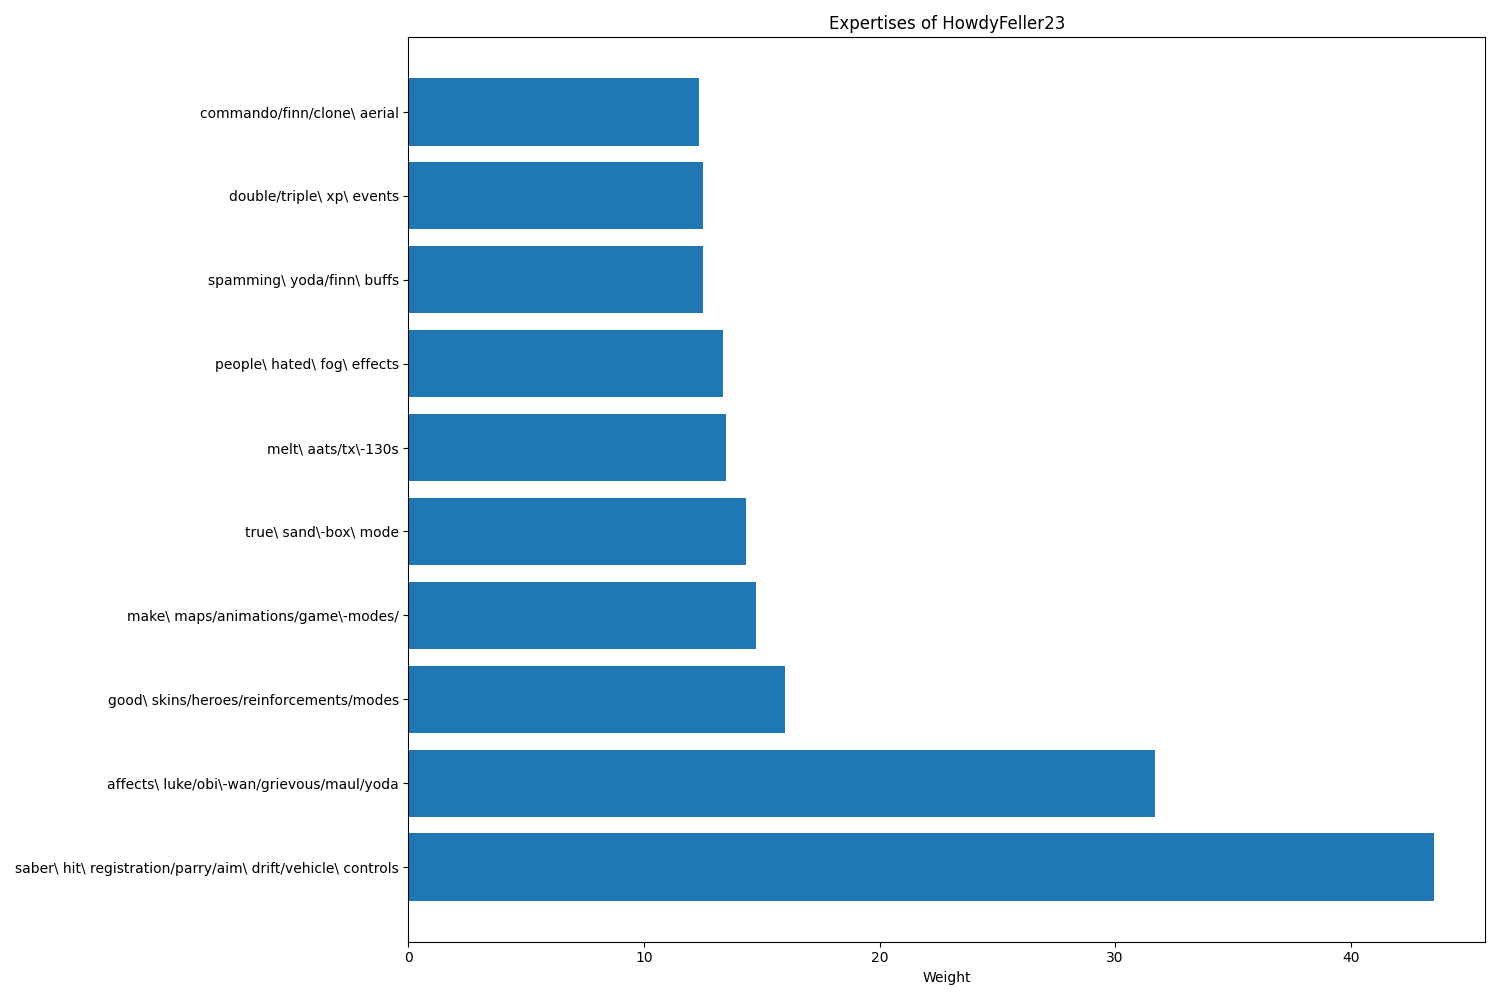 Expertises of HowdyFeller23
commando/finn/clone\ aerial
double/triple\ xp\ events
spamming\ yoda/finn\ buffs
people\ hated\ fog\ effects
melt\ aats/tx\-130s
true\ sand\-box\ mode
make\ maps/animations/game\-modes/
good\ skins/heroes/reinforcements/modes
affects\ luke/obi\-wan/grievous/maul/yoda
saber\ hit\ registration/parry/aim\ drift/vehicle\ controls
0 10 20 30 40
Weight